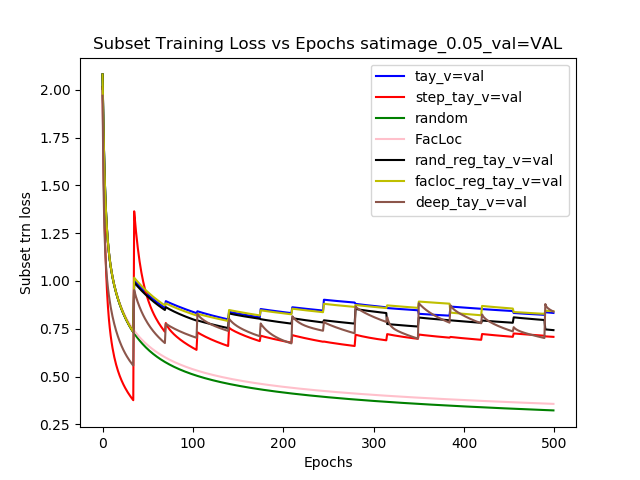 Subset Training Loss vs Epochs satimage_0.05_val=VAL
2.00
1.75
1.50
1.25
1.00
0.75
0.50
0.25
Subset trn loss
tay_v=val
step_tay_v=val
random
FacLoc
rand_reg_tay_v=val
facloc_reg_tay_v=val
deep_tay_v=val
0 100 200 300 400 500
Epochs